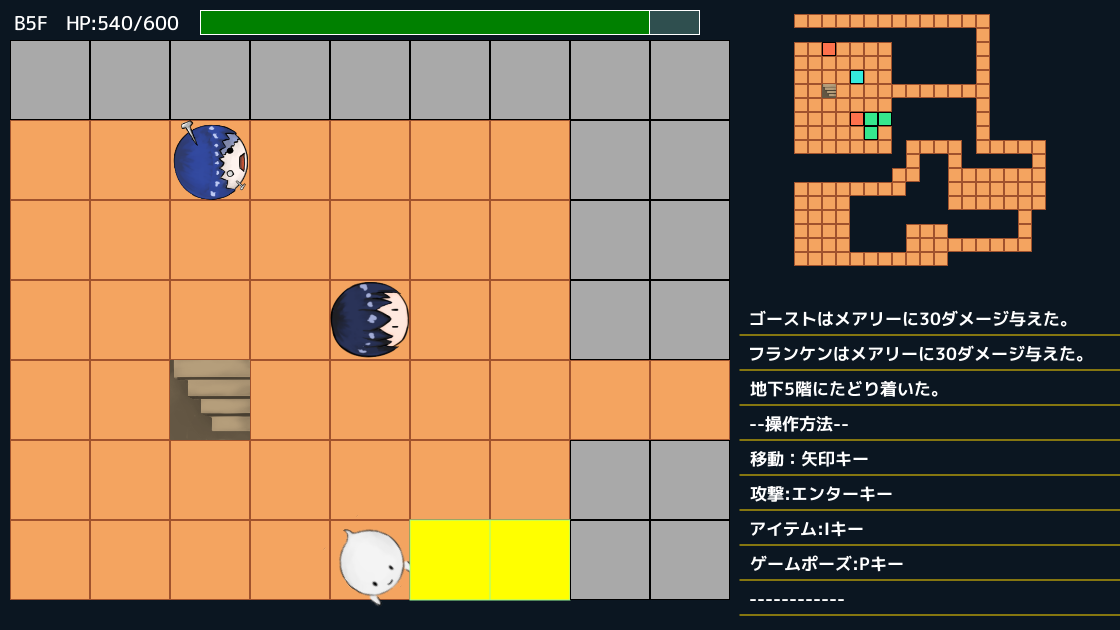 B5F HP:540/600
ゴーストはメアリーに30ダメージ与えた。
フランケンはメアリーに30ダメージ与えた。
地下5階にたどり着いた。
--操作方法--
移動：矢印キー
攻撃:エンターキー
アイテム:Iキー
ゲームポーズ:Pキー
------------